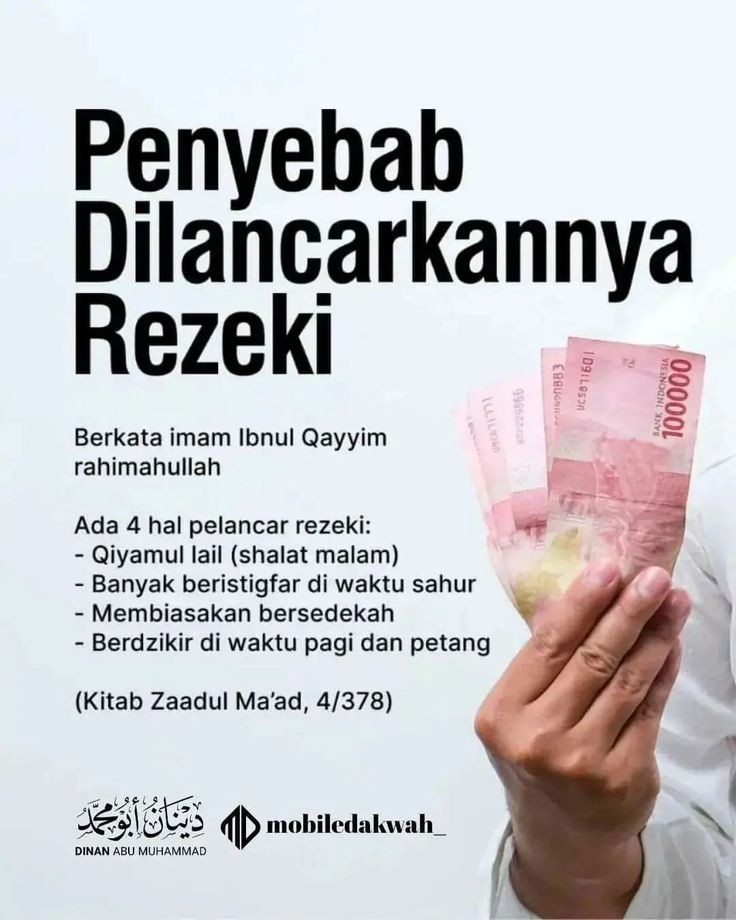 Penyebab
Dilancarkannya
Rezeki
Berkata imam Ibnul Qayyim
rahimahullah
Ada 4 hal pelancar rezeki:
- Qiyamul lail (shalat malam)
- Banyak beristigfar di waktu sahur
- Membiasakan bersedekah
- Berdzikir di waktu pagi dan petang
(Kitab Zaadul Ma’ad, 4/378)
BANK INDONESIA
100000
UCS871601
دينان أبو محمد
DINAN ABU MUHAMMAD
mobiledakwah_